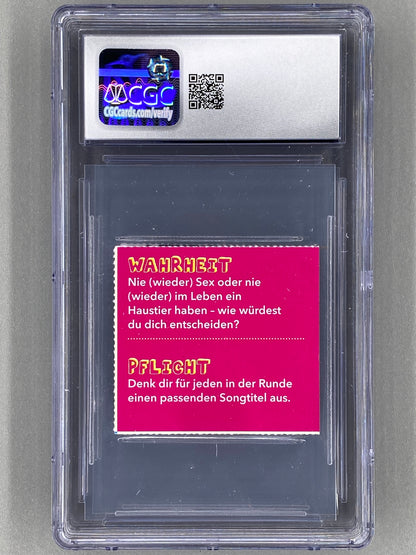 CGC
CGCcards.com/verify
WAHRHEIT
Nie (wieder) Sex oder nie
(wieder) im Leben ein
Haustier haben – wie würdest
du dich entscheiden?
PFLICHT
Denk dir für jeden in der Runde
einen passenden Songtitel aus.